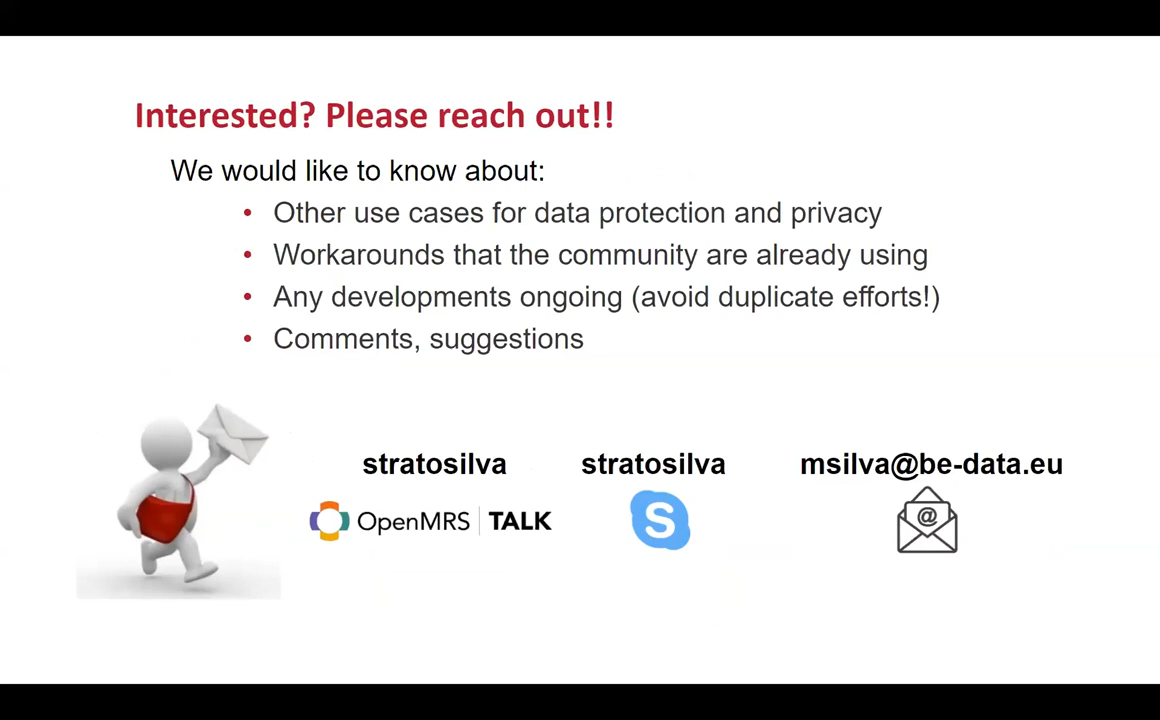 Interested? Please reach out!!
We would like to know about:
• Other use cases for data protection and privacy
• Workarounds that the community are already using
• Any developments ongoing (avoid duplicate efforts!)
• Comments, suggestions
stratosilva stratosilva msilva@be-data.eu
OpenMRS | TALK S @